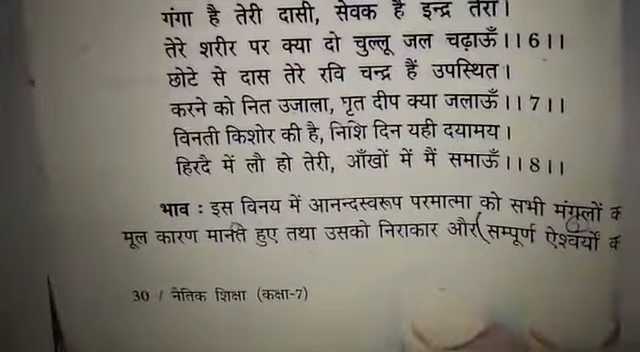 गंगा है तेरी दासी, सेवक है इन्द्र तेरा।
तेरे शरीर पर क्या दो चुल्लू जल चढ़ाऊँ।।6।।
छोटे से दास तेरे रवि चन्द्र हैं उपस्थित।
करने को नित उजाला, घृत दीप क्या जलाऊँ।।7।।
विनती किशोर की है, निशि दिन यही दयामय।
हिरदै में लौ हो तेरी, आँखों में मैं समाऊँ।।8।।
भाव : इस विनय में आनन्दस्वरूप परमात्मा को सभी मंगलों
मूल कारण मानते हुए तथा उसको निराकार और सम्पूर्ण ऐश्वर्यों
30 / नैतिक शिक्षा (कक्षा-7)